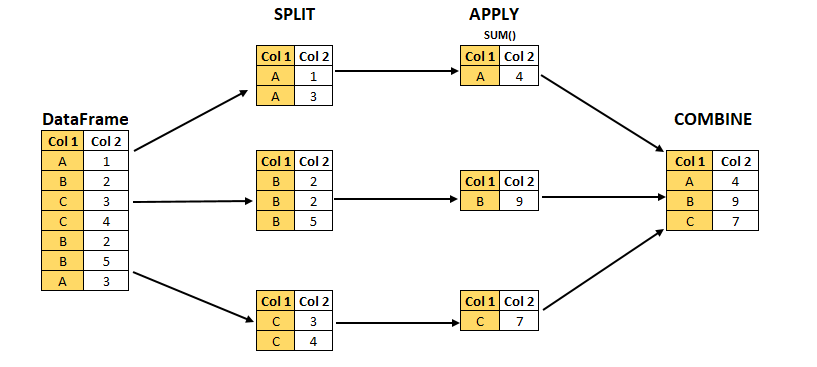 SPLIT
APPLY
SUM()
Col 1 Col 2
A 1
A 3
Col 1 Col 2
A 4
DataFrame
Col 1 Col 2
A 1
B 2
C 3
C 4
B 2
B 5
A 3
Col 1 Col 2
B 2
B 2
B 5
Col 1 Col 2
B 9
COMBINE
Col 1 Col 2
A 4
B 9
C 7
Col 1 Col 2
C 3
C 4
Col 1 Col 2
C 7